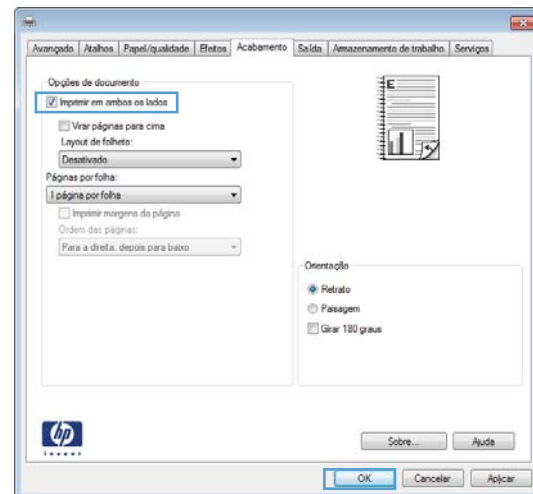 Avançado Atalhos Papel/qualidade Efeitos Acabamento Saída Armazenamento de trabalho Serviços
Opções de documento
Imprimir em ambos os lados
Virar páginas para cima
Layout de folheto:
Desativado
Páginas por folha:
1 página por folha
Imprimir margens da página
Ordem das páginas:
Para a direita, depois para baixo
E
Orientação
Retrato
Paisagem
Girar 180 graus
hp
invent
Sobre... Ajuda
OK Cancelar Aplicar